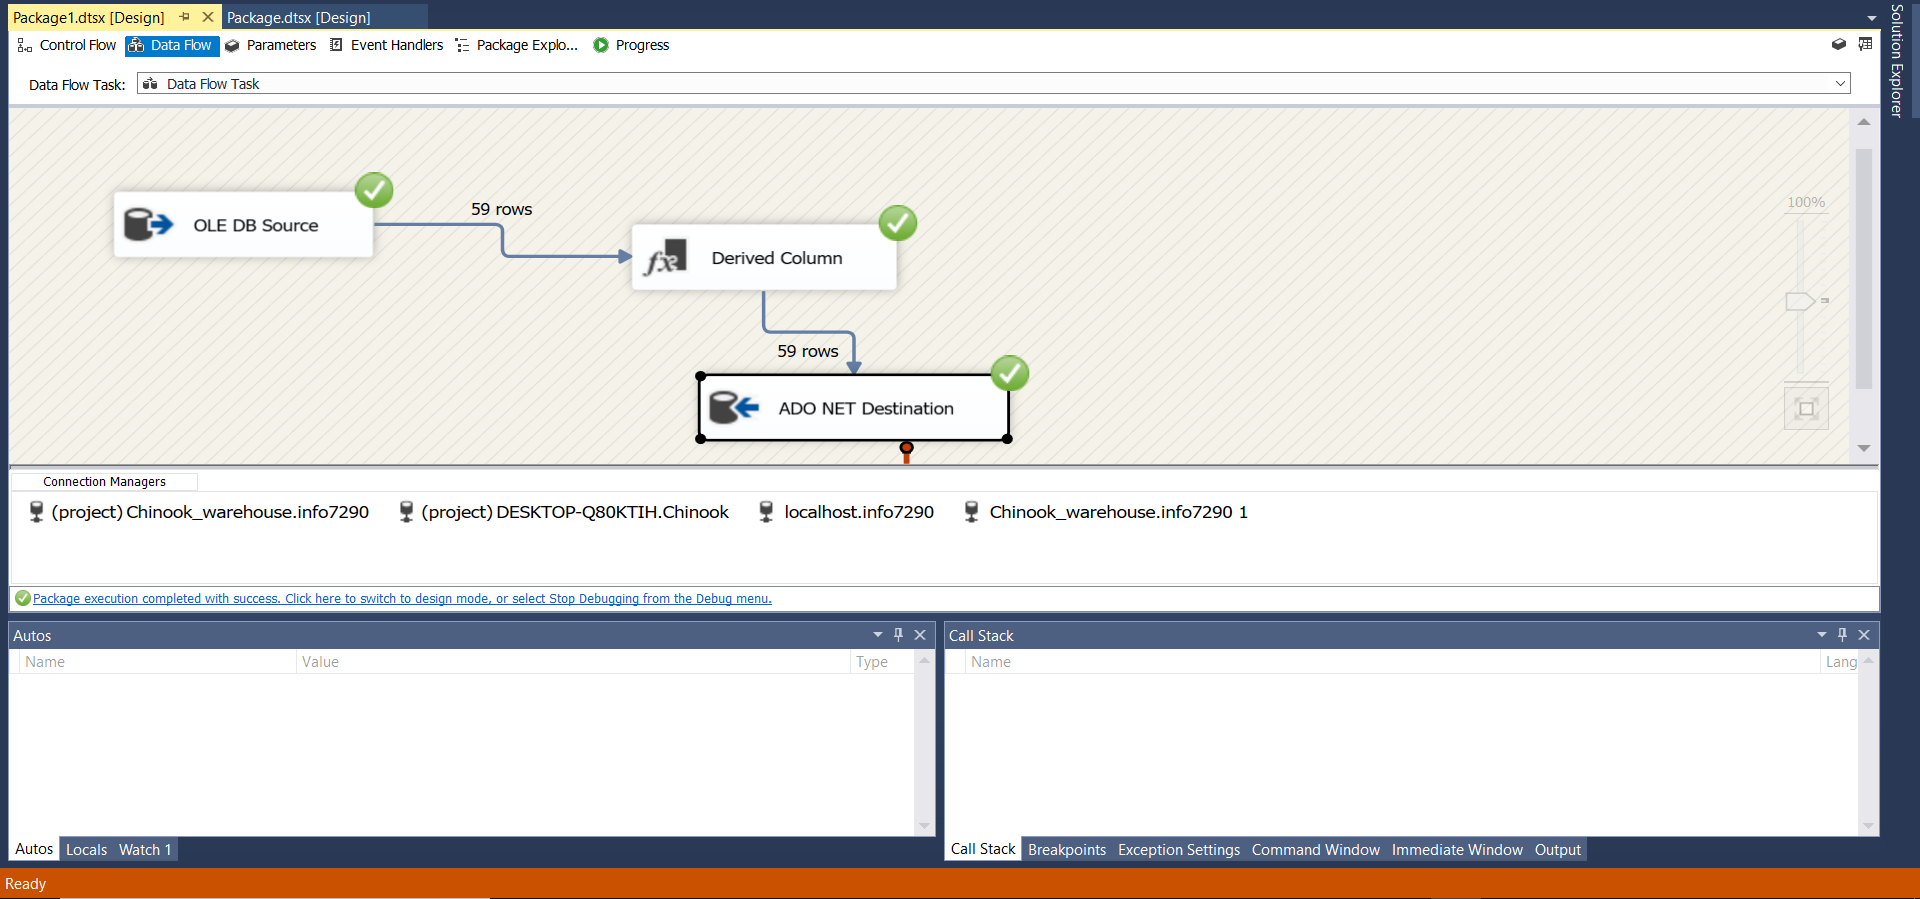 Package1.dtsx [Design]
Package.dtsx [Design]
Solution Explorer
Control Flow
Data Flow
Parameters
Event Handlers
Package Explo...
Progress
Data Flow Task:
Data Flow Task
100%
OLE DB Source
59 rows
Derived Column
59 rows
ADO NET Destination
Connection Managers
(project) Chinook_warehouse.info7290
(project) DESKTOP-Q80KTIH.Chinook
localhost.info7290
Chinook_warehouse.info7290 1
Package execution completed with success. Click here to switch to design mode, or select Stop Debugging from the Debug menu.
Autos
Name
Value
Type
Call Stack
Name
Lang
Autos
Locals
Watch 1
Call Stack
Breakpoints
Exception Settings
Command Window
Immediate Window
Output
Ready